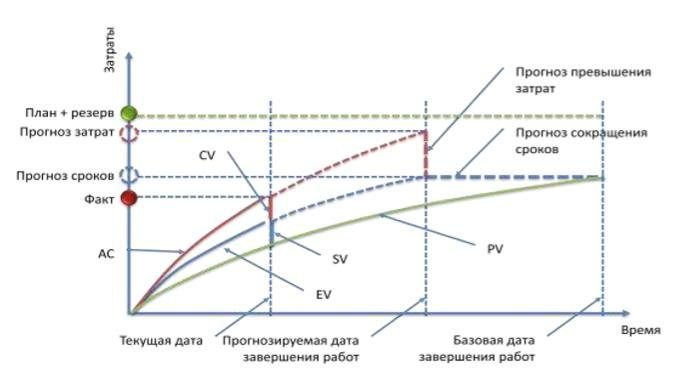 Затраты
Прогноз превышения
затрат
План + резерв
Прогноз затрат
Прогноз сокращения
сроков
CV
Прогноз сроков
Факт
AC
SV
PV
EV
Время
Текущая дата
Прогнозируемая дата
завершения работ
Базовая дата
завершения работ